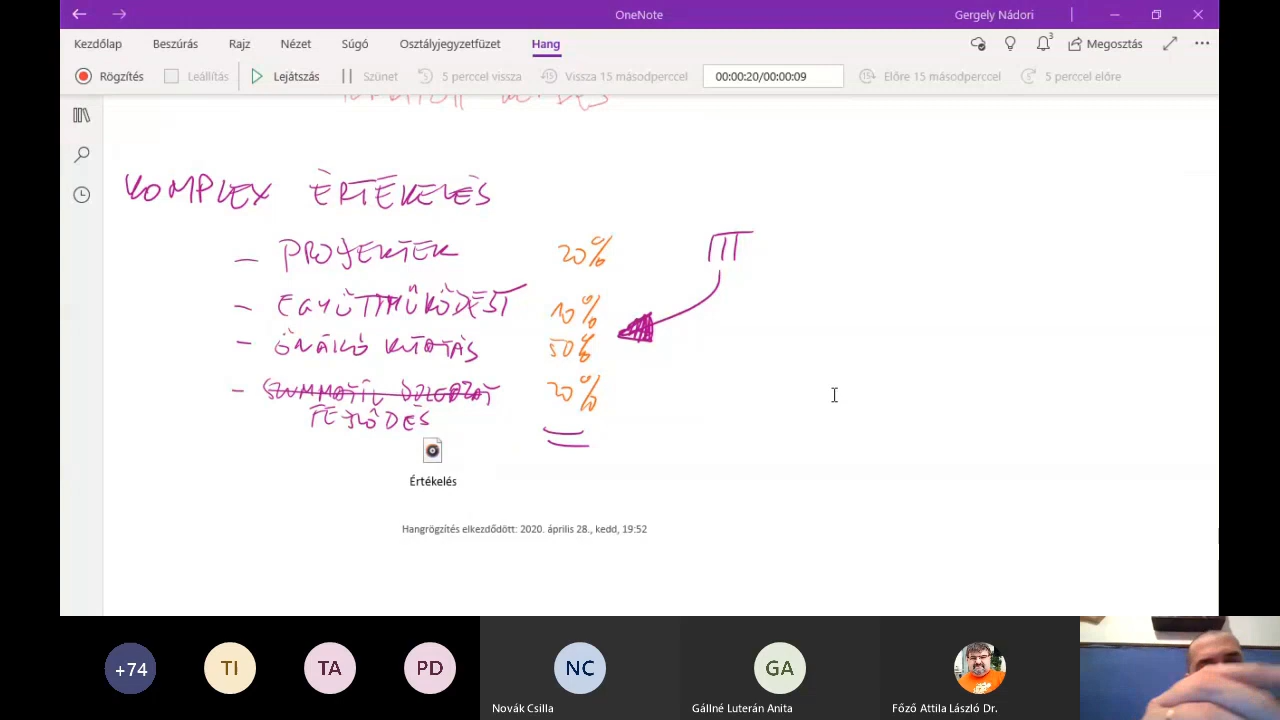 OneNote
Gergely Nádori
Kezdőlap Beszúrás Rajz Nézet Súgó Osztályjegyzetfüzet Hang 3 Megosztás
Rögzítés Leállítás Lejátszás Szünet 5 perccel vissza Vissza 15 másodperccel 00:00:20/00:00:09 Előre 15 másodperccel 5 perccel előre
KOMPLEX ÉRTÉKELÉS
– PROJEKTEK 20%
– EGYÜTTMŰKÖDÉST 10%
– ÖNÁLLÓ KUTATÁS 50%
– SZUMMATÍV DOLGOZAT 20%
FEJLŐDÉS
Értékelés
Hangrögzítés elkezdődött: 2020. április 28., kedd, 19:52
+74 TI TA PD NC GA
Novák Csilla Gállné Luterán Anita Főző Attila László Dr.